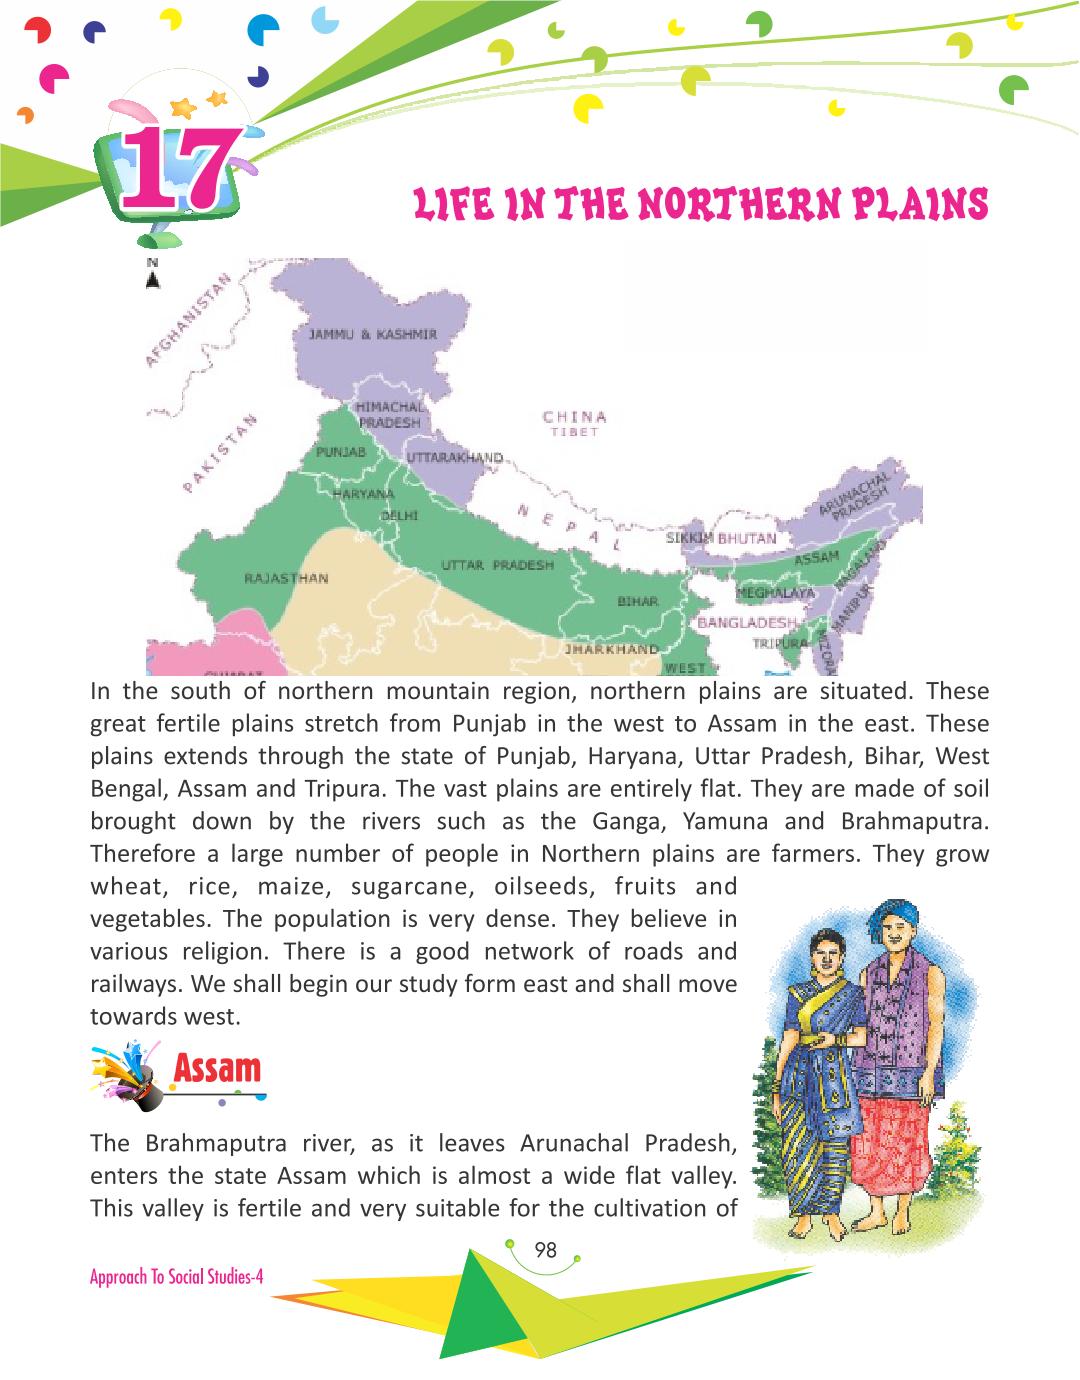 17
LIFE IN THE NORTHERN PLAINS
N
AFGHANISTAN
JAMMU & KASHMIR
HIMACHAL
PRADESH
CHINA
TIBET
PAKISTAN
PUNJAB
UTTARAKHAND
HARYANA
DELHI
NEPAL
ARUNACHAL
PRADESH
SIKKIM
BHUTAN
ASSAM
NAGALAND
UTTAR PRADESH
RAJASTHAN
MEGHALAYA
MANIPUR
BIHAR
BANGLADESH
TRIPURA
JHARKHAND
WEST
In the south of northern mountain region, northern plains are situated. These
great fertile plains stretch from Punjab in the west to Assam in the east. These
plains extends through the state of Punjab, Haryana, Uttar Pradesh, Bihar, West
Bengal, Assam and Tripura. The vast plains are entirely flat. They are made of soil
brought down by the rivers such as the Ganga, Yamuna and Brahmaputra.
Therefore a large number of people in Northern plains are farmers. They grow
wheat, rice, maize, sugarcane, oilseeds, fruits and
vegetables. The population is very dense. They believe in
various religion. There is a good network of roads and
railways. We shall begin our study form east and shall move
towards west.
Assam
The Brahmaputra river, as it leaves Arunachal Pradesh,
enters the state Assam which is almost a wide flat valley.
This valley is fertile and very suitable for the cultivation of
98
Approach To Social Studies-4